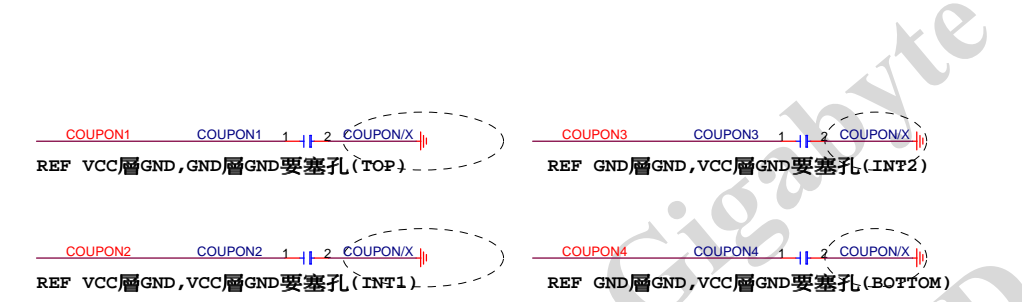 COUPON1 COUPON1 1 2 COUPON/X
REF VCC層GND,GND層GND要塞孔(TOP)
COUPON3 COUPON3 1 2 COUPON/X
REF GND層GND,VCC層GND要塞孔(INT2)
COUPON2 COUPON2 1 2 COUPON/X
REF VCC層GND,VCC層GND要塞孔(INT1)
COUPON4 COUPON4 1 2 COUPON/X
REF GND層GND,VCC層GND要塞孔(BOTTOM)
Gigabyte